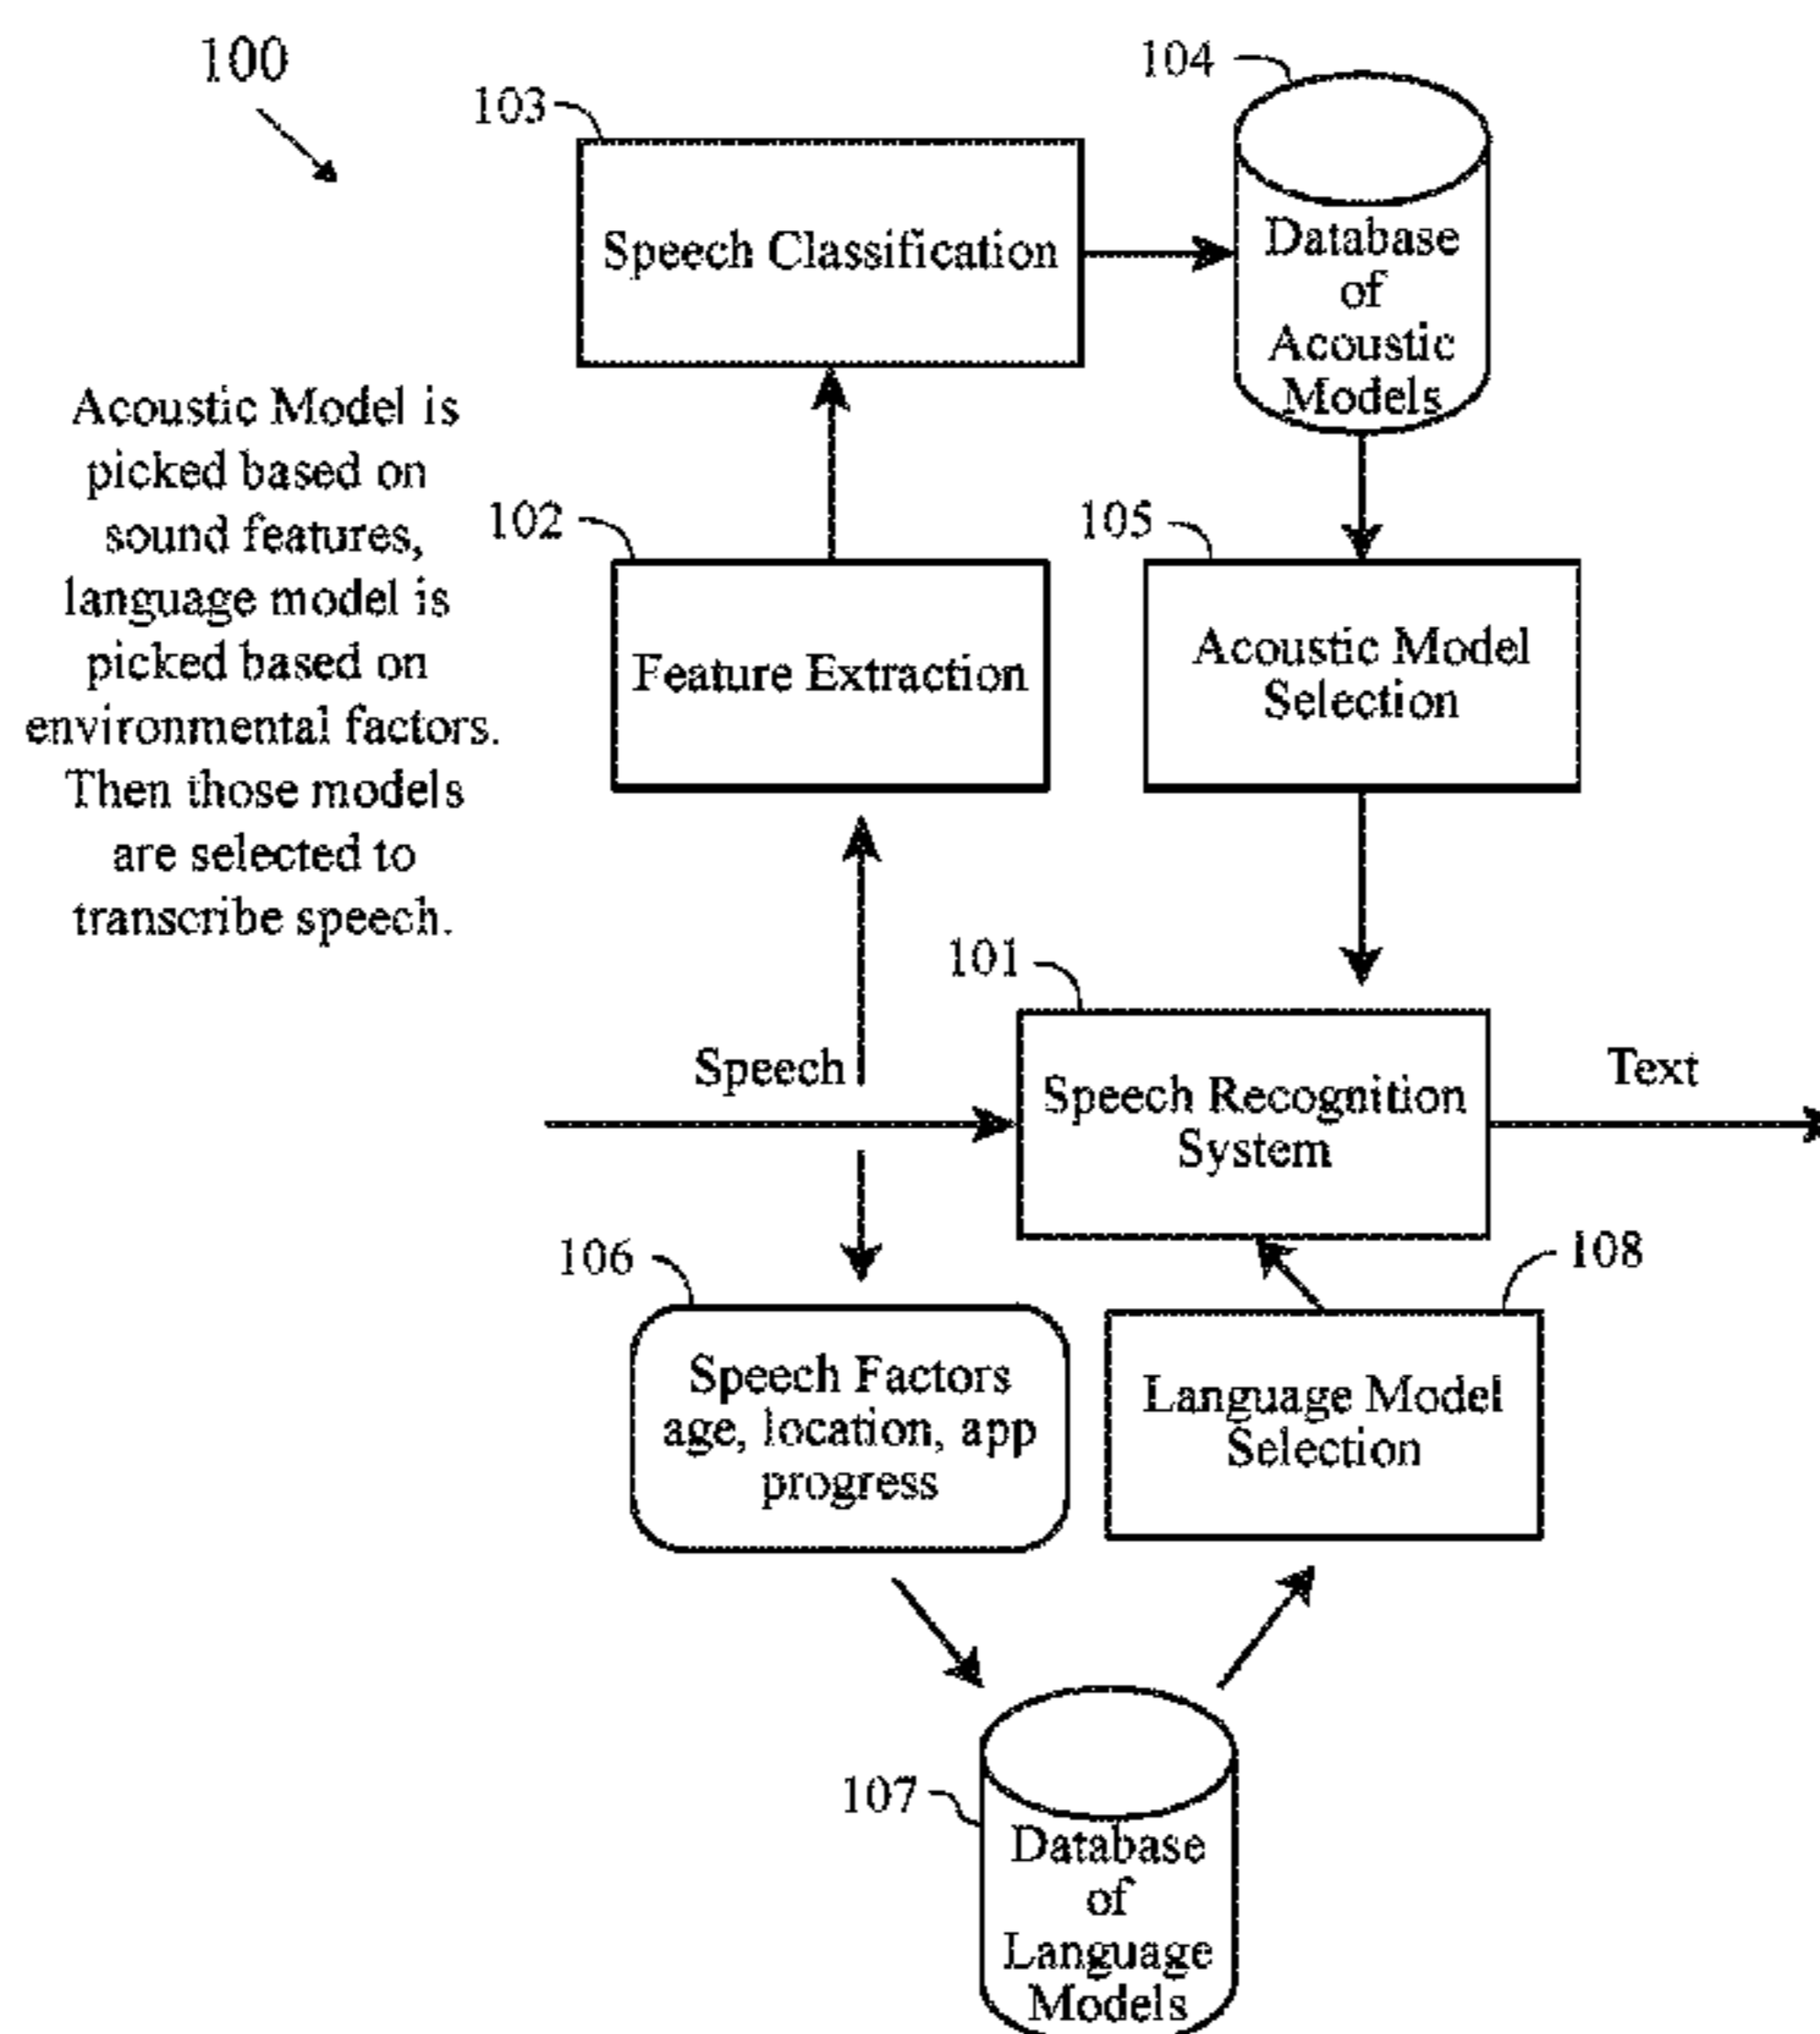 100
103
104
Speech Classification
Database
of
Acoustic
Models
Acoustic Model is
picked based on
sound features,
language model is
picked based on
environmental factors.
Then those models
are selected to
transcribe speech.
102
Feature Extraction
105
Acoustic Model
Selection
101
Speech
Speech Recognition
System
Text
106
Speech Factors
age, location, app
progress
108
Language Model
Selection
107
Database
of
Language
Models